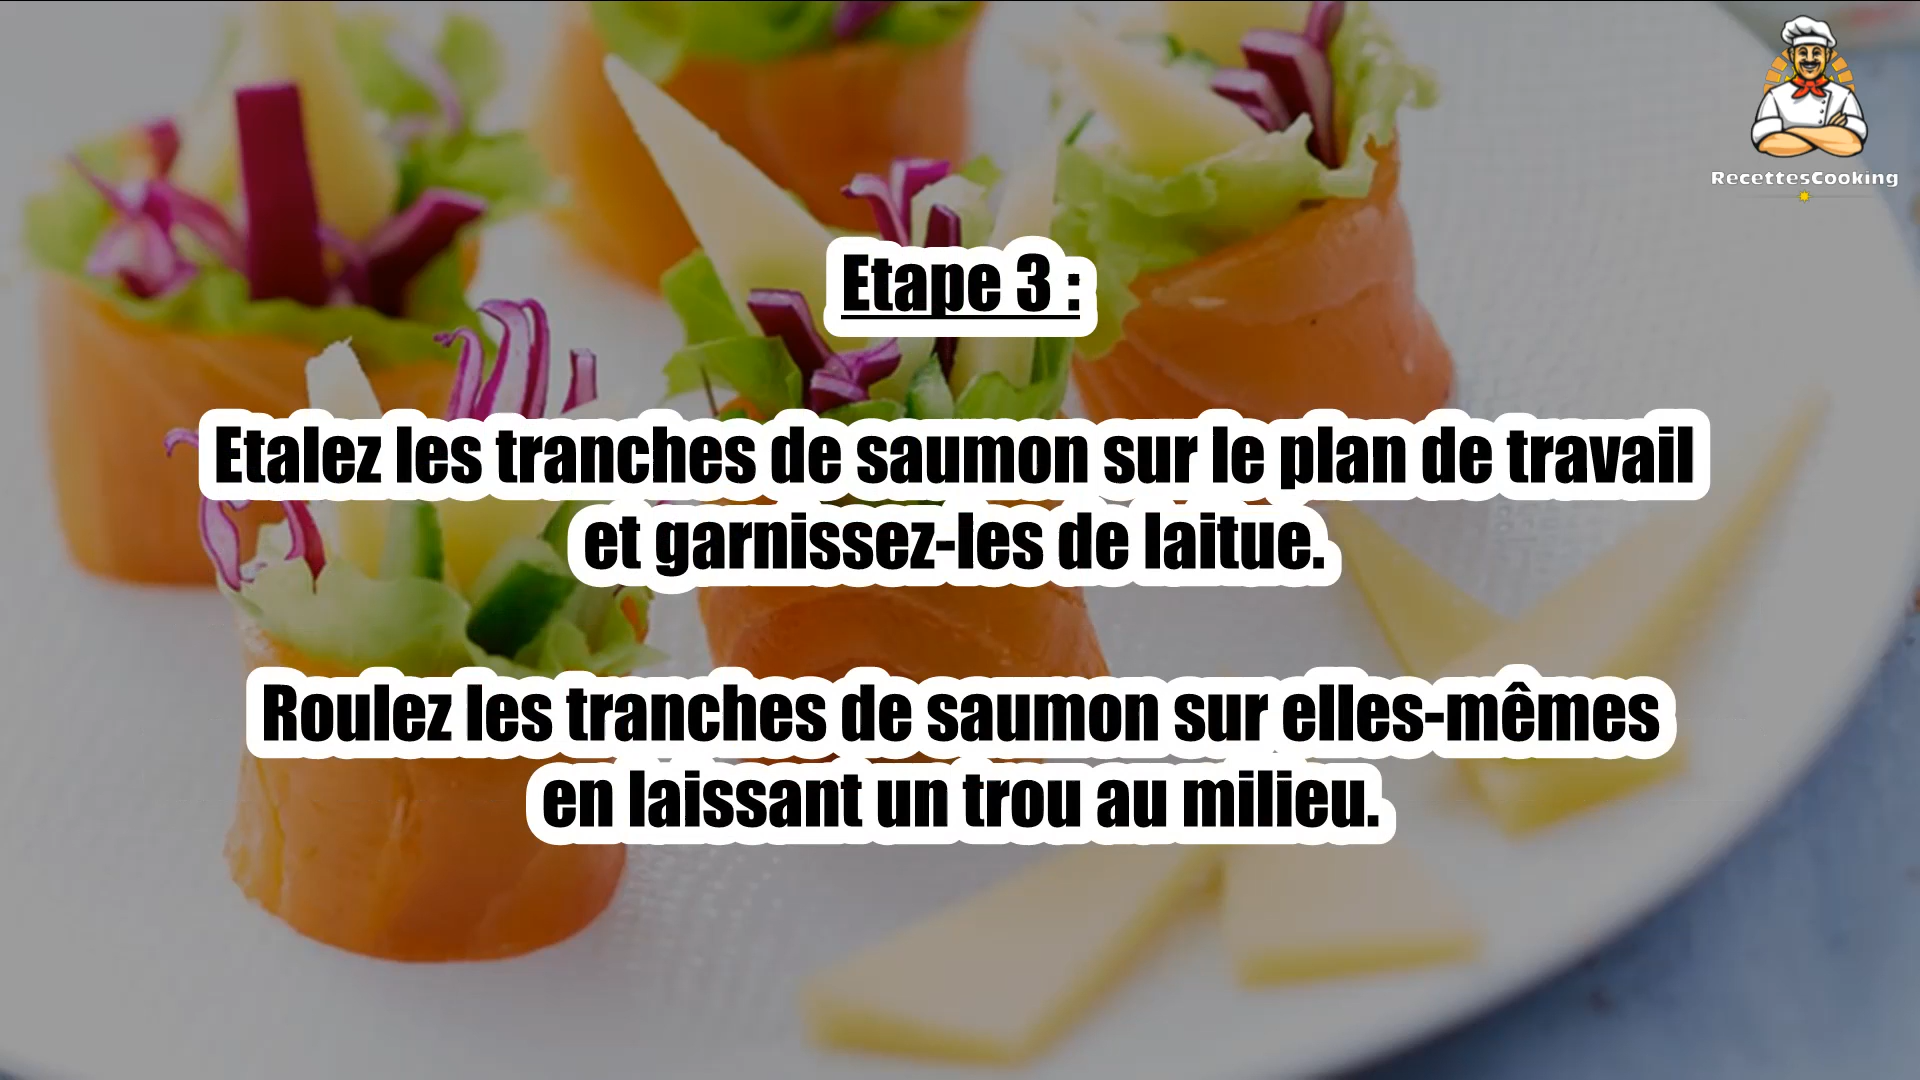 RecettesCooking
Etape 3 :
Etalez les tranches de saumon sur le plan de travail
et garnissez-les de laitue.
Roulez les tranches de saumon sur elles-mêmes
en laissant un trou au milieu.